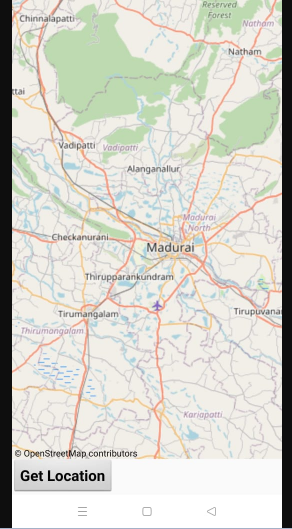 Reserved
Forest
Chinnalapatti
Natham
Natham
ttai
Vadipatti
Vadipatti
Alanganallur
Madurai
North
Checkanurani
Madurai
Thirupparankundram
Tirumangalam
Tirupuvana
Thirumangalam
Kariapatti
© OpenStreetMap contributors
Get Location